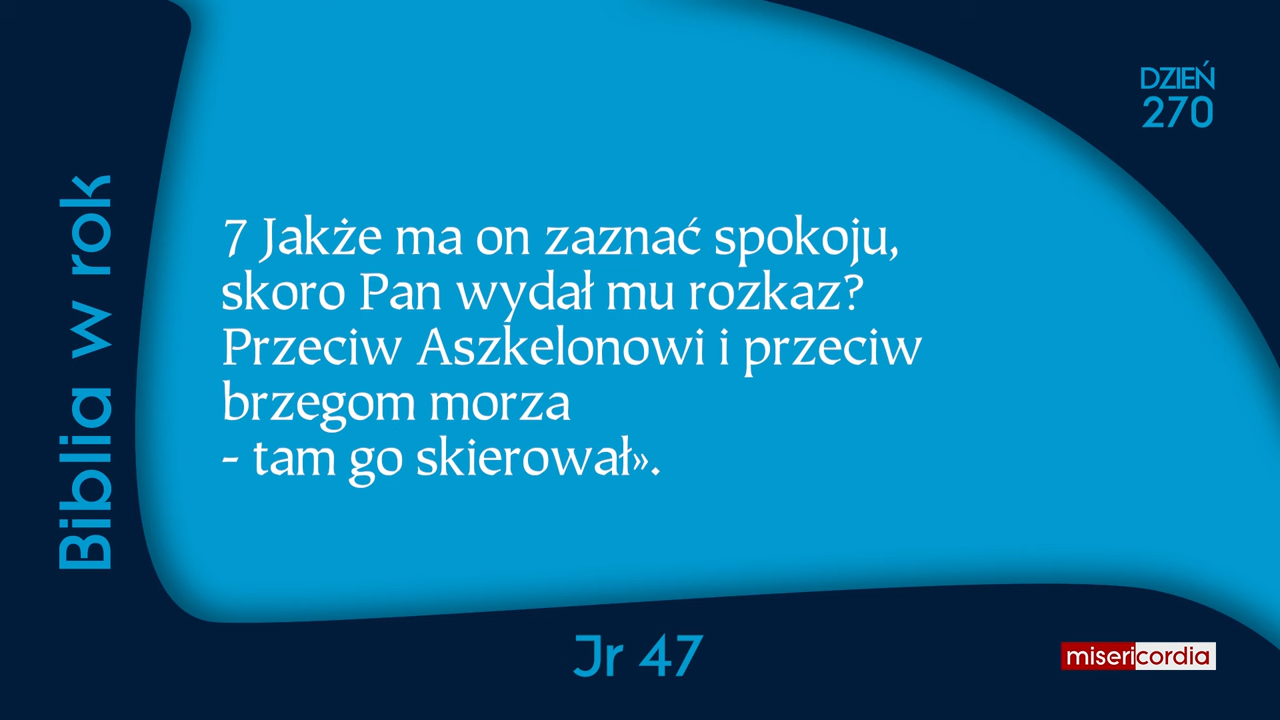 DZIEŃ
270
Biblia w rok
7 Jakże ma on zaznać spokoju,
skoro Pan wydał mu rozkaz?
Przeciw Aszkelonowi i przeciw
brzegom morza
- tam go skierował».
Jr 47
misericordia